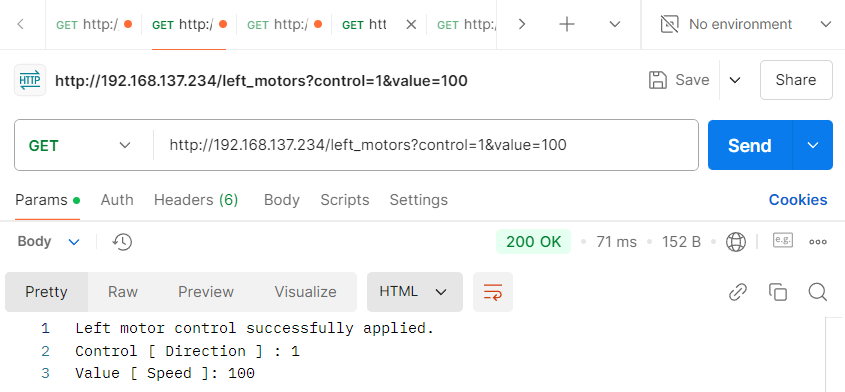 GET http:/ GET http:/ GET http:/ GET htt GET http:, No environment
HTTP http://192.168.137.234/left_motors?control=1&value=100 Save Share
GET http://192.168.137.234/left_motors?control=1&value=100 Send
Params Auth Headers (6) Body Scripts Settings Cookies
Body 200 OK 71 ms 152 B e.g.
Pretty Raw Preview Visualize HTML
1 Left motor control successfully applied.
2 Control [ Direction ] : 1
3 Value [ Speed ]: 100